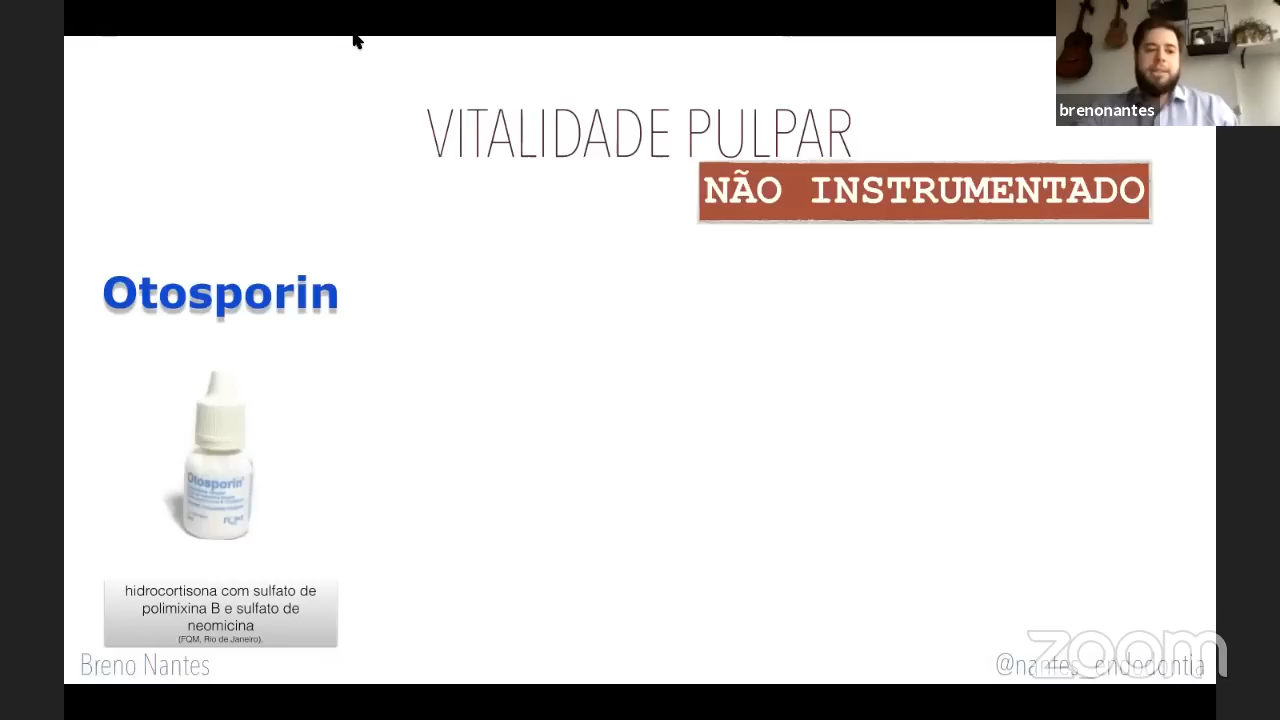 brenonantes
VITALIDADE PULPAR
NÃO INSTRUMENTADO
Otosporin
Otosporin
hidrocortisona com sulfato de
polimixina B e sulfato de
neomicina
(FQM, Rio de Janeiro).
Breno Nantes
@nantes_endodontia
zoom